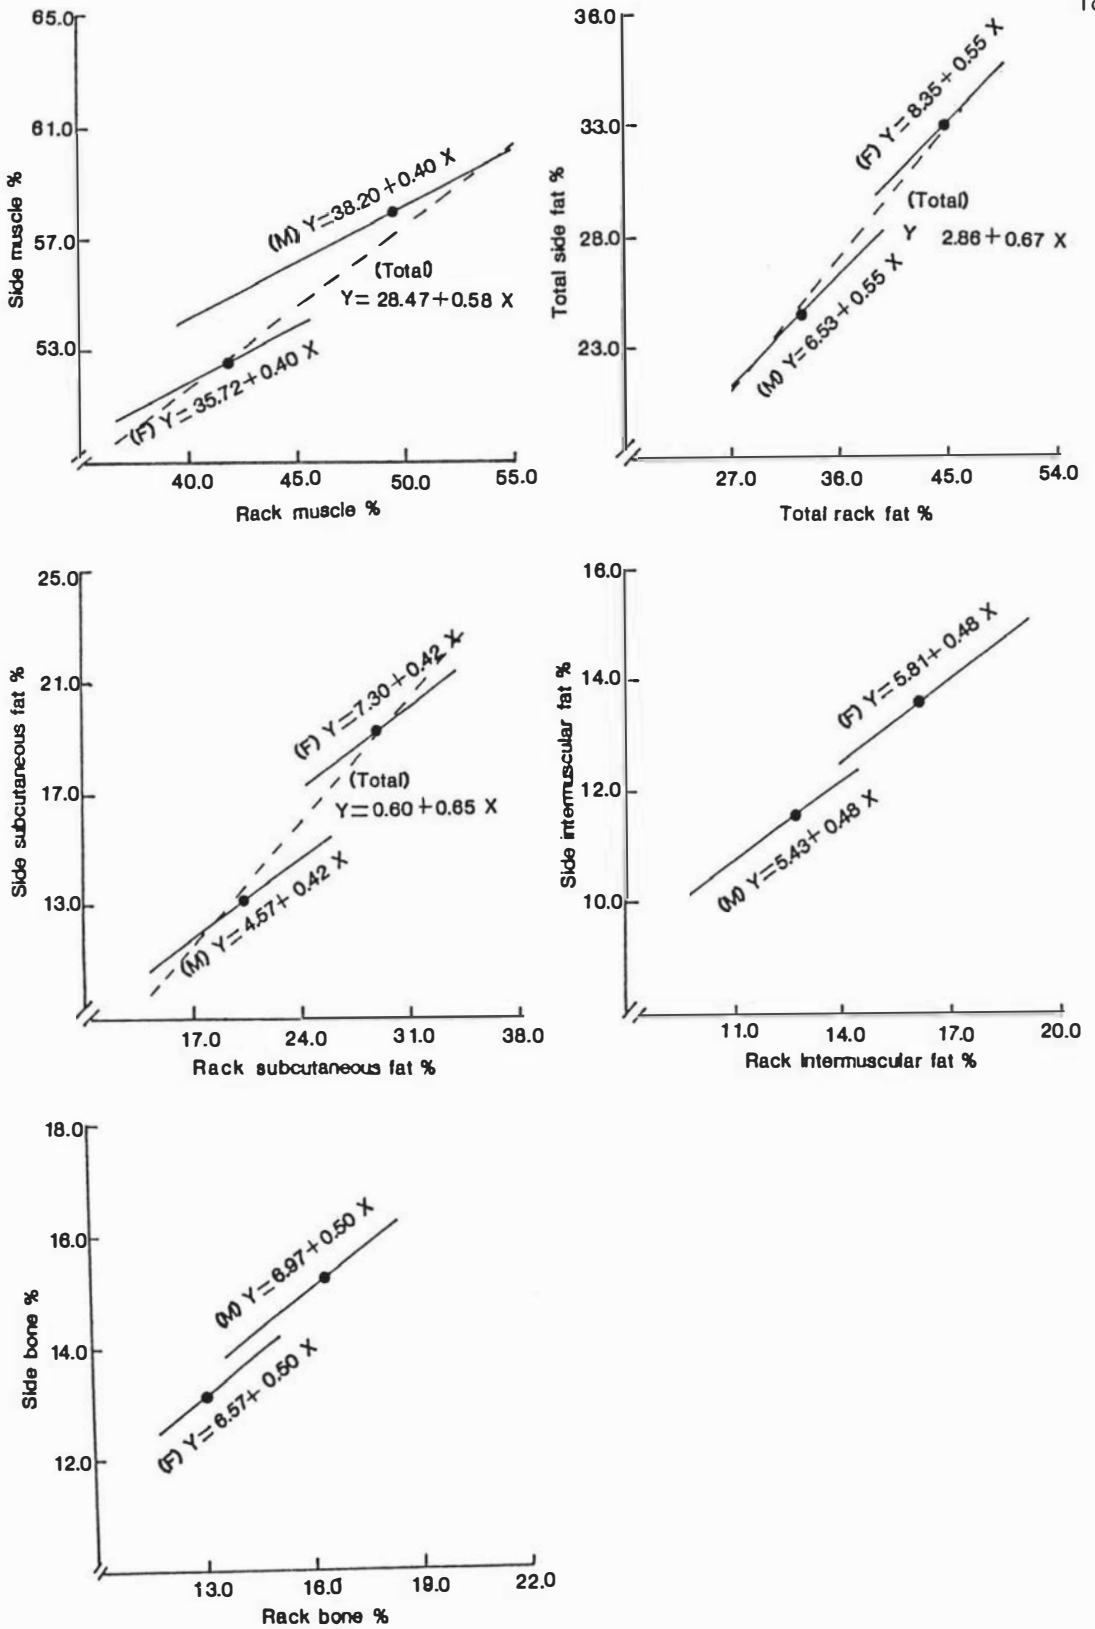 To
65.0
61.0
57.0
53.0
Side muscle %
(M) Y=38.20+0.40 X
(Total)
Y= 28.47+0.58 X
(F) Y=35.72+0.40 X
40.0 45.0 50.0 55.0
Rack muscle %
36.0
33.0
28.0
23.0
Total side fat %
(F) Y=8.35+0.55 X
(Total)
Y 2.86+0.67 X
(M) Y=6.53+0.55 X
27.0 36.0 45.0 54.0
Total rack fat %
25.0
21.0
17.0
13.0
Side subcutaneous fat %
(F) Y=7.30+0.42 X
(Total)
Y=0.60+0.65 X
(M) Y=4.57+0.42 X
17.0 24.0 31.0 38.0
Rack subcutaneous fat %
16.0
14.0
12.0
10.0
Side intermuscular fat %
(F) Y=5.81+0.48 X
(M) Y=5.43+0.48 X
11.0 14.0 17.0 20.0
Rack Intermuscular fat %
18.0
16.0
14.0
12.0
Side bone %
(M) Y=6.97+0.50 X
(F) Y=6.57+0.50 X
13.0 16.0 19.0 22.0
Rack bone %